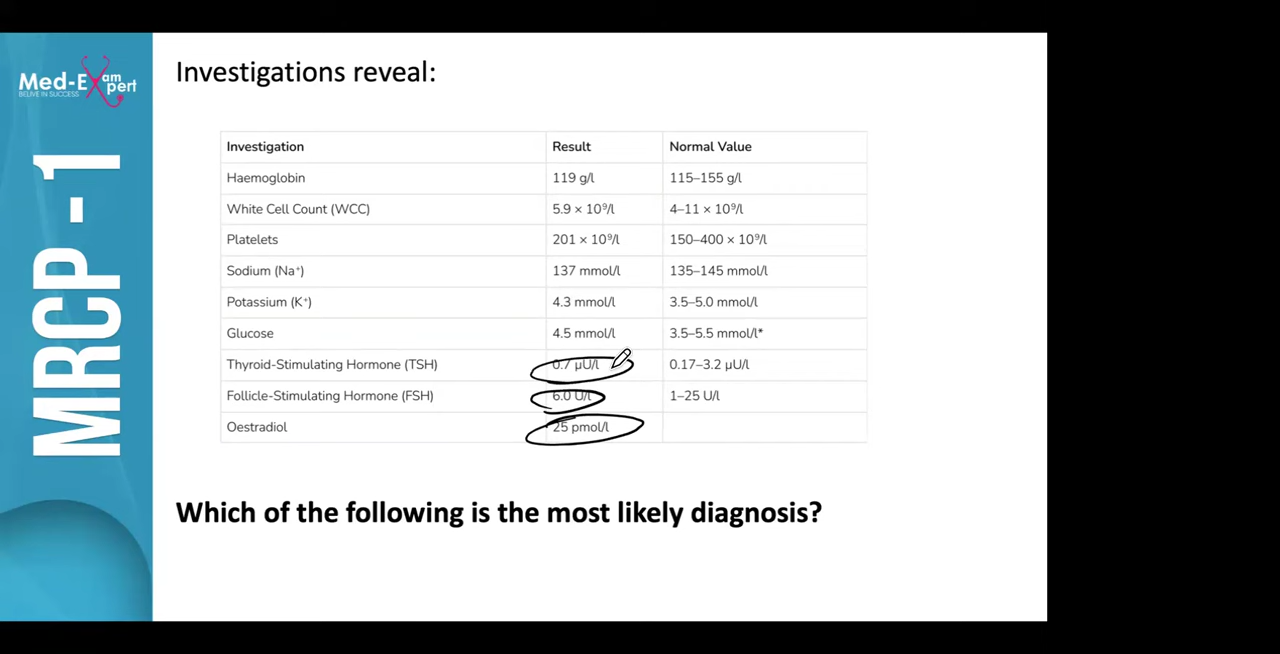 Med-Exam
pert
BELIVE IN SUCCESS
MRCP - 1
Investigations reveal:
Investigation Result Normal Value
Haemoglobin 119 g/l 115–155 g/l
White Cell Count (WCC) 5.9 × 10⁹/l 4–11 × 10⁹/l
Platelets 201 × 10⁹/l 150–400 × 10⁹/l
Sodium (Na⁺) 137 mmol/l 135–145 mmol/l
Potassium (K⁺) 4.3 mmol/l 3.5–5.0 mmol/l
Glucose 4.5 mmol/l 3.5–5.5 mmol/l*
Thyroid-Stimulating Hormone (TSH) 0.7 µU/l 0.17–3.2 µU/l
Follicle-Stimulating Hormone (FSH) 6.0 U/l 1–25 U/l
Oestradiol 25 pmol/l
Which of the following is the most likely diagnosis?